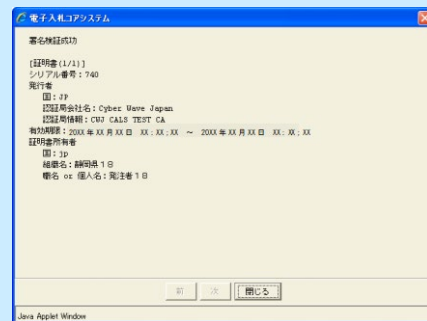 電子入札コアシステム
署名検証成功
[証明書(1/1)]
シリアル番号：740
発行者
国：JP
認証局会社名：Cyber Wave Japan
認証局情報：CWJ CALS TEST CA
有効期限：20XX 年 XX 月 XX 日 XX：XX：XX ～ 20XX 年 XX 月 XX 日 XX：XX：XX
証明書所有者
国：jp
組織名：静岡県１８
職名 or 個人名：発注者１８
前 次 閉じる
Java Applet Window